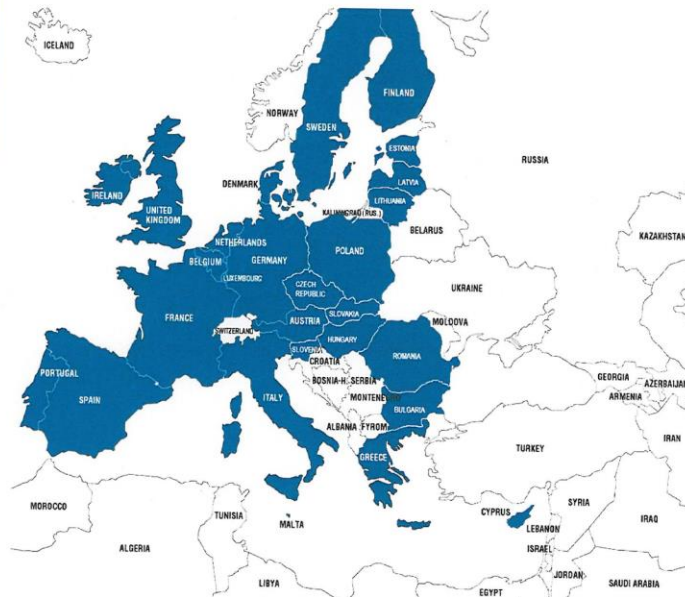 ICELAND
FINLAND
NORWAY
SWEDEN
ESTONIA
RUSSIA
DENMARK
LATVIA
LITHUANIA
IRELAND
UNITED
KINGDOM
KALININGRAD (RUS.)
BELARUS
KAZAKHSTAN
NETHERLANDS
POLAND
BELGIUM
GERMANY
LUXEMBOURG
CZECH
REPUBLIC
UKRAINE
FRANCE
SLOVAKIA
AUSTRIA
MOLDOVA
SWITZERLAND
HUNGARY
SLOVENIA
ROMANIA
CROATIA
PORTUGAL
SPAIN
ITALY
BOSNIA-H.
SERBIA
GEORGIA
AZERBAIJAN
MONTENEGRO
ARMENIA
BULGARIA
ALBANIA
FYROM
TURKEY
IRAN
GREECE
MOROCCO
TUNISIA
MALTA
CYPRUS
SYRIA
LEBANON
IRAQ
ALGERIA
ISRAEL
LIBYA
EGYPT
JORDAN
SAUDI ARABIA